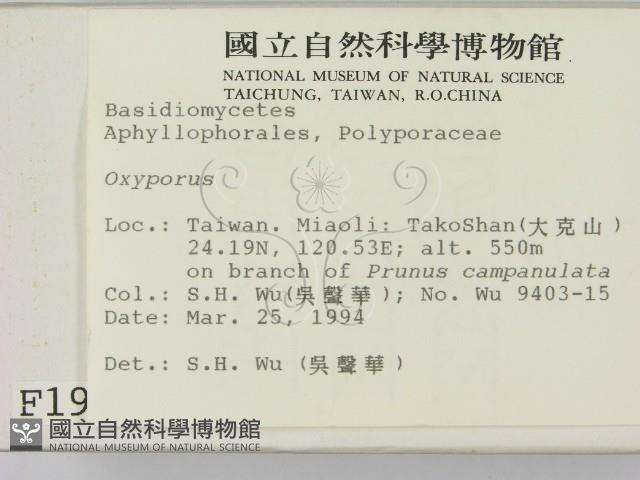 國立自然科學博物館
NATIONAL MUSEUM OF NATURAL SCIENCE
TAICHUNG, TAIWAN, R.O.CHINA
Basidiomycetes
Aphyllophorales, Polyporaceae
Oxyporus
Loc.: Taiwan. Miaoli: TakoShan(大克山)
24.19N, 120.53E; alt. 550m
on branch of Prunus campanulata
Col.: S.H. Wu(吳聲華); No. Wu 9403-15
Date: Mar. 25, 1994
Det.: S.H. Wu (吳聲華)
F19
國立自然科學博物館
NATIONAL MUSEUM OF NATURAL SCIENCE